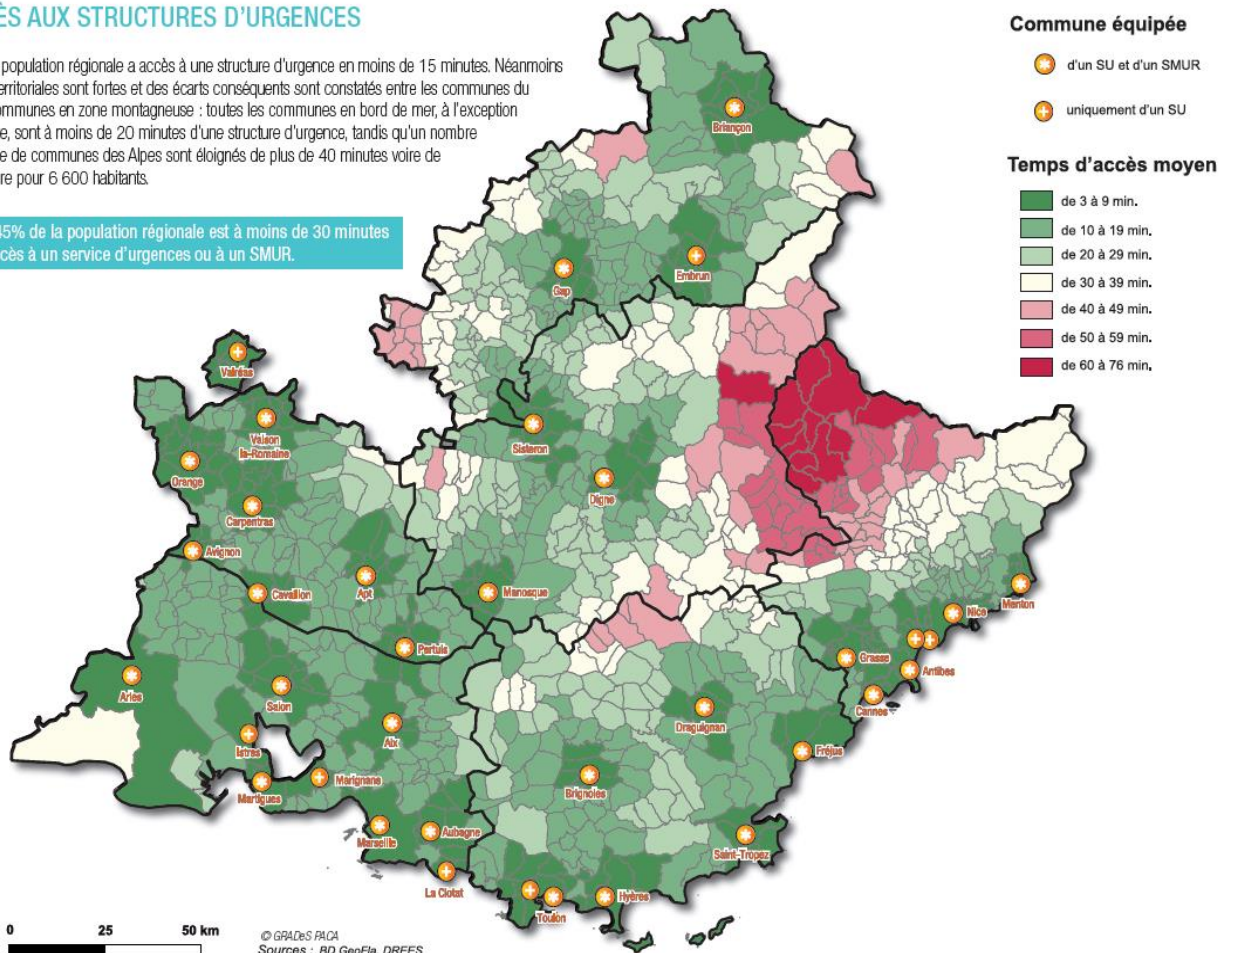 ÈS AUX STRUCTURES D'URGENCES
population régionale a accès à une structure d'urgence en moins de 15 minutes. Néanmoins
erritoriales sont fortes et des écarts conséquents sont constatés entre les communes du
ommunes en zone montagneuse : toutes les communes en bord de mer, à l'exception
e, sont à moins de 20 minutes d'une structure d'urgence, tandis qu'un nombre
e de communes des Alpes sont éloignés de plus de 40 minutes voire de
re pour 6 600 habitants.
45% de la population régionale est à moins de 30 minutes
cès à un service d'urgences ou à un SMUR.
Commune équipée
d'un SU et d'un SMUR
uniquement d'un SU
Temps d'accès moyen
de 3 à 9 min.
de 10 à 19 min.
de 20 à 29 min.
de 30 à 39 min.
de 40 à 49 min.
de 50 à 59 min.
de 60 à 76 min.
Briançon
Embrun
Gap
Valréas
Vaison
la-Romaine
Sisteron
Orange
Digne
Carpentras
Avignon
Cavaillon
Apt
Manosque
Menton
Nice
Pertuis
Grasse
Antibes
Arles
Salon
Cannes
Draguignan
Aix
Istres
Fréjus
Marignane
Martigues
Brignoles
Marseille
Aubagne
Saint-Tropez
La Ciotat
Toulon
Hyères
0 25 50 km
© GRADeS PACA
Sources : BD GeoFla, DREES